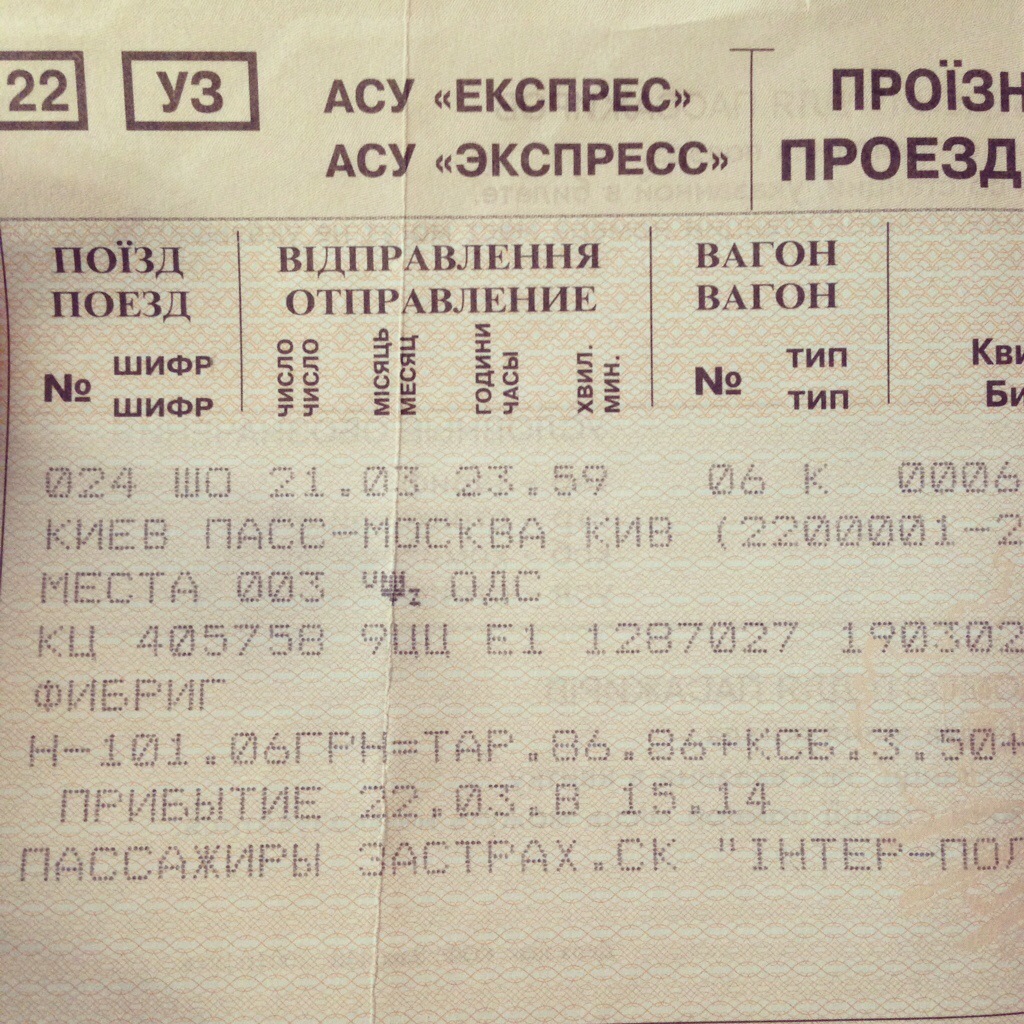 22 УЗ АСУ «ЕКСПРЕС» ПРОЇЗН
АСУ «ЭКСПРЕСС» ПРОЕЗД
ПОЇЗД ВІДПРАВЛЕННЯ ВАГОН
ПОЕЗД ОТПРАВЛЕНИЕ ВАГОН
№ ШИФР ЧИСЛО МІСЯЦЬ ГОДИНИ ХВИЛ. № ТИП Кви
ШИФР ЧИСЛО МЕСЯЦ ЧАСЫ МИН. ТИП Би
024 ШО 21.03 23.59 06 К 0006
КИЕВ ПАСС-МОСКВА КИВ (2200001-2
МЕСТА 003 ОДС
КЦ 405758 9ЦЦ Е1 1287027 190302
ФИБРИГ
Н-101.06ГРН=ТАР.86.86+КСБ.3.50+
ПРИБЫТИЕ 22.03.В 15.14
ПАССАЖИРЫ ЗАСТРАХ.СК "ІНТЕР-ПОЛ